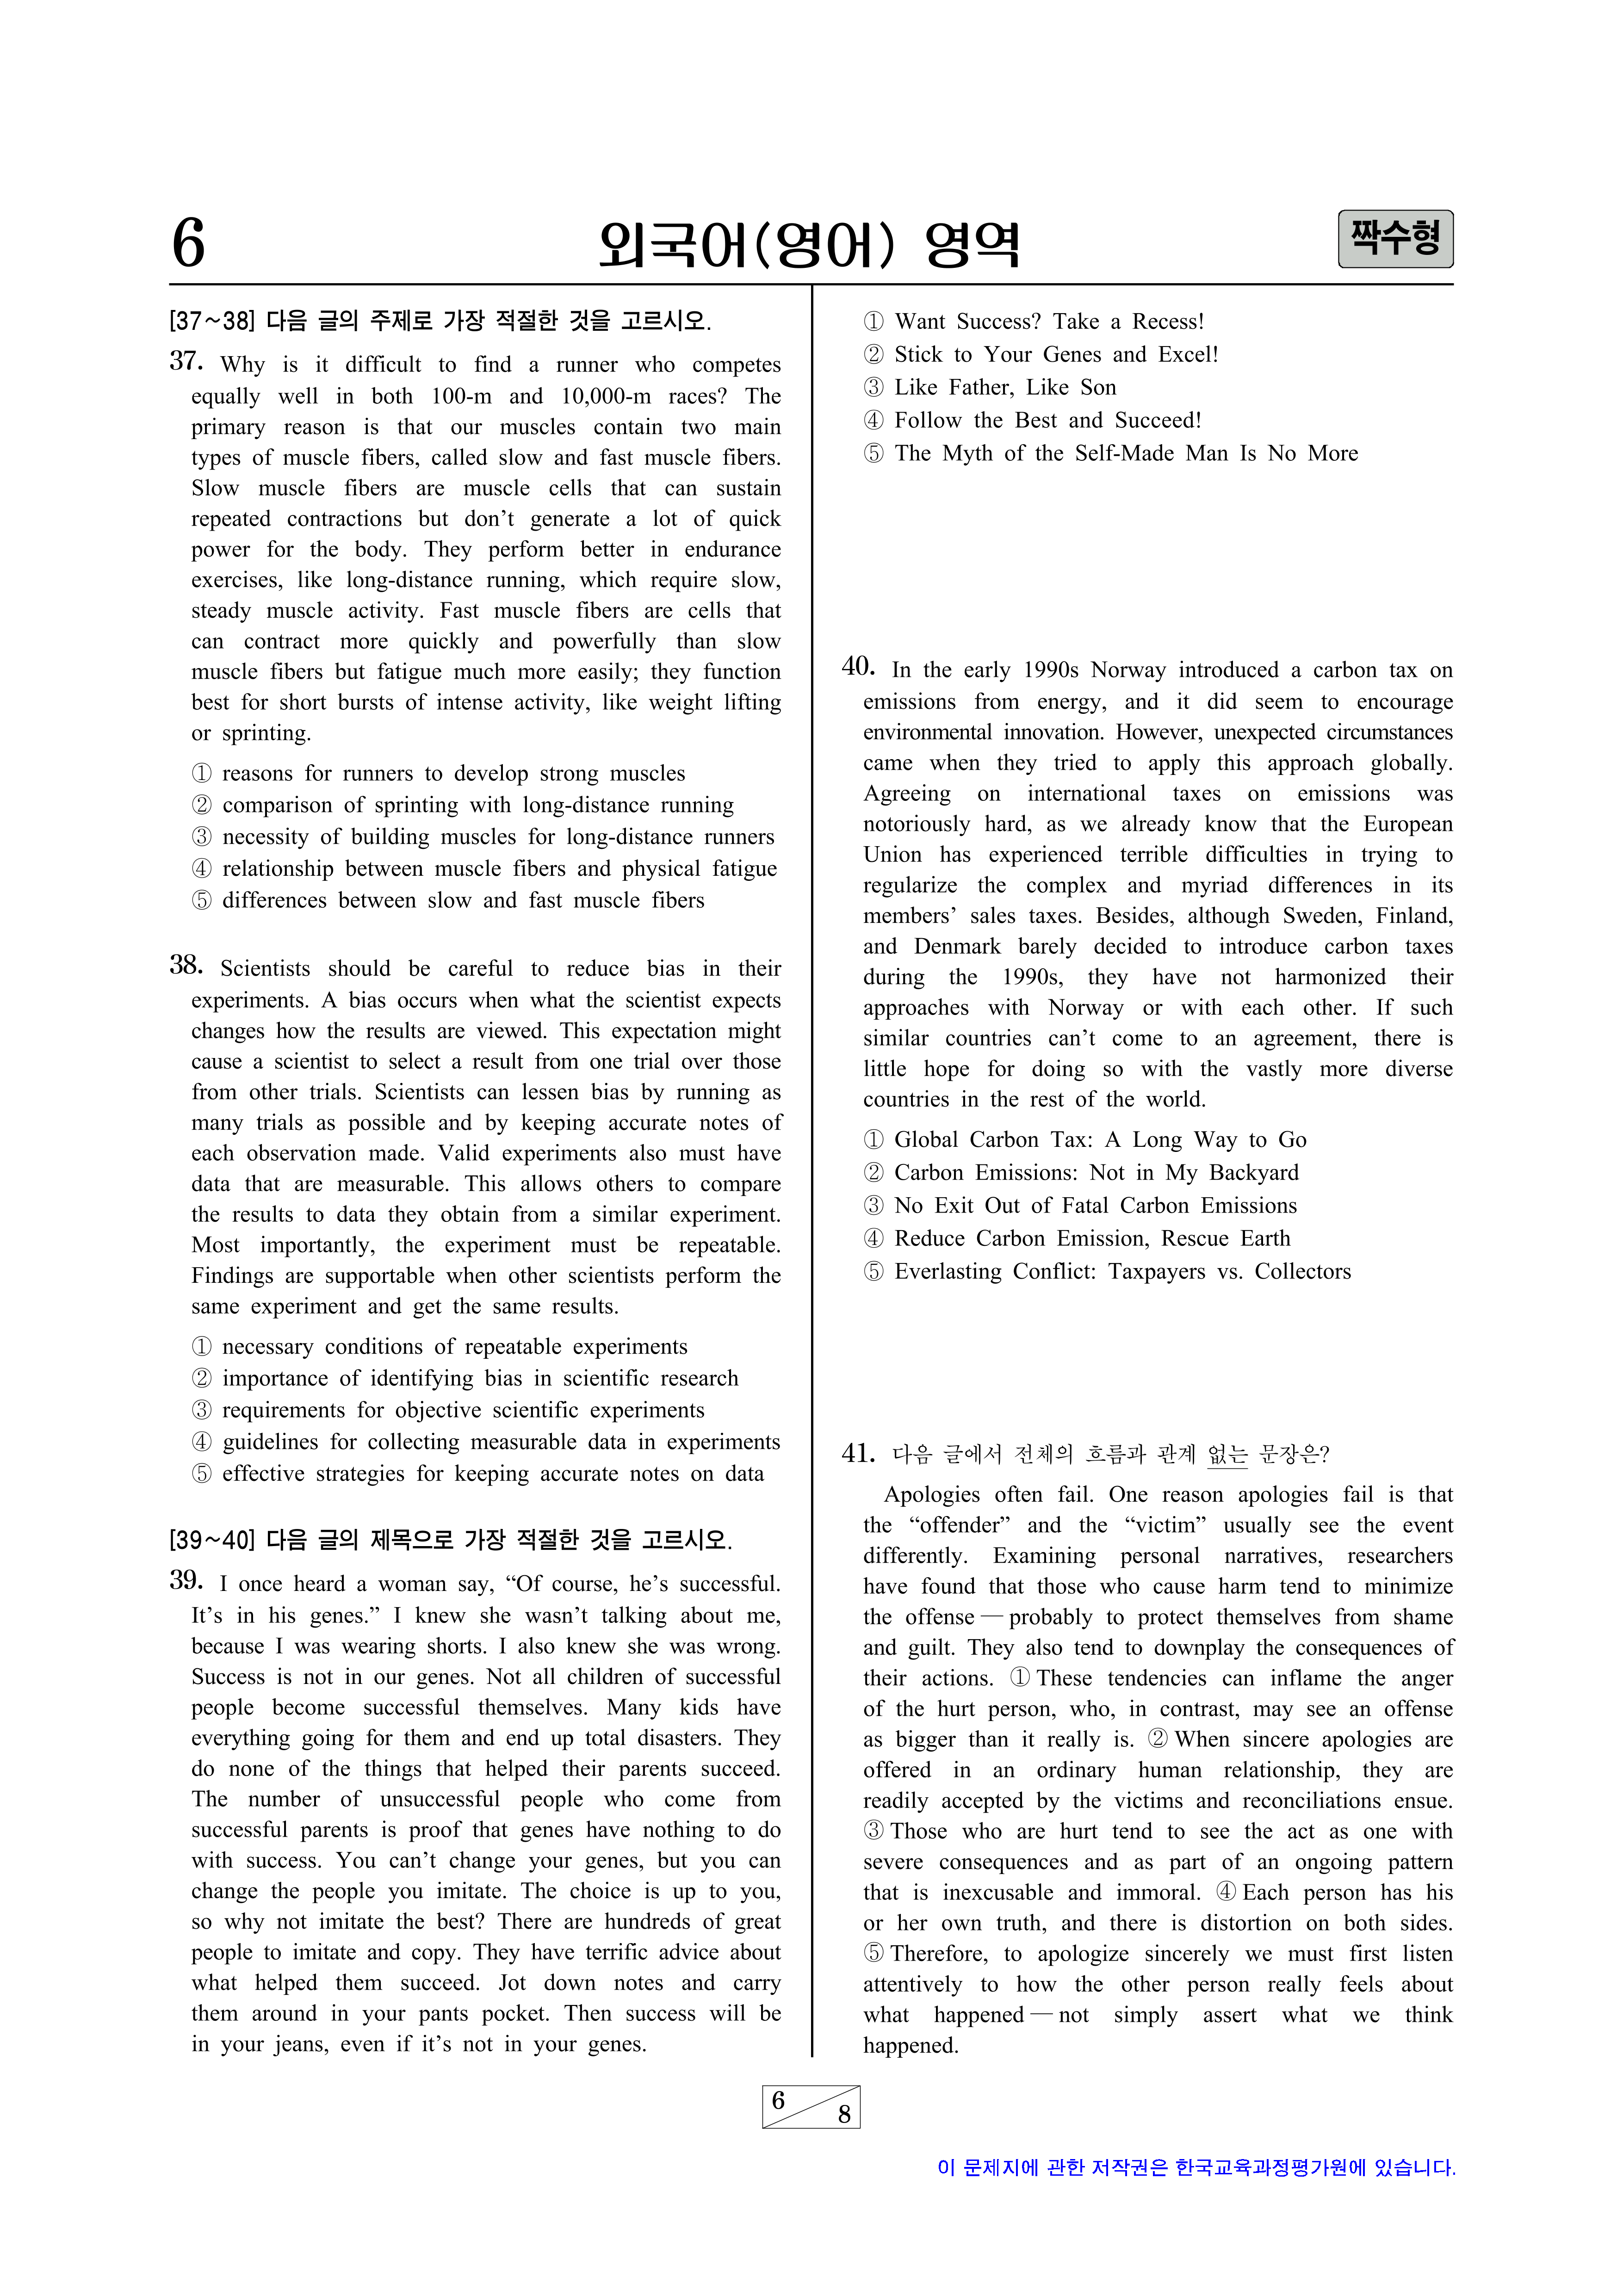 6
외국어(영어) 영역
짝수형
[37~38] 다음 글의 주제로 가장 적절한 것을 고르시오.
37. Why is it difficult to find a runner who competes
equally well in both 100-m and 10,000-m races? The
primary reason is that our muscles contain two main
types of muscle fibers, called slow and fast muscle fibers.
Slow muscle fibers are muscle cells that can sustain
repeated contractions but don't generate a lot of quick
power for the body. They perform better in endurance
exercises, like long-distance running, which require slow,
steady muscle activity. Fast muscle fibers are cells that
can contract more quickly and powerfully than slow
muscle fibers but fatigue much more easily; they function
best for short bursts of intense activity, like weight lifting
or sprinting.
① reasons for runners to develop strong muscles
② comparison of sprinting with long-distance running
③ necessity of building muscles for long-distance runners
④ relationship between muscle fibers and physical fatigue
⑤ differences between slow and fast muscle fibers
38. Scientists should be careful to reduce bias in their
experiments. A bias occurs when what the scientist expects
changes how the results are viewed. This expectation might
cause a scientist to select a result from one trial over those
from other trials. Scientists can lessen bias by running as
many trials as possible and by keeping accurate notes of
each observation made. Valid experiments also must have
data that are measurable. This allows others to compare
the results to data they obtain from a similar experiment.
Most importantly, the experiment must be repeatable.
Findings are supportable when other scientists perform the
same experiment and get the same results.
① necessary conditions of repeatable experiments
② importance of identifying bias in scientific research
③ requirements for objective scientific experiments
④ guidelines for collecting measurable data in experiments
⑤ effective strategies for keeping accurate notes on data
[39~40] 다음 글의 제목으로 가장 적절한 것을 고르시오.
39. I once heard a woman say, “Of course, he's successful.
It's in his genes.” I knew she wasn't talking about me,
because I was wearing shorts. I also knew she was wrong.
Success is not in our genes. Not all children of successful
people become successful themselves. Many kids have
everything going for them and end up total disasters. They
do none of the things that helped their parents succeed.
The number of unsuccessful people who come from
successful parents is proof that genes have nothing to do
with success. You can't change your genes, but you can
change the people you imitate. The choice is up to you,
so why not imitate the best? There are hundreds of great
people to imitate and copy. They have terrific advice about
what helped them succeed. Jot down notes and carry
them around in your pants pocket. Then success will be
in your jeans, even if it's not in your genes.
① Want Success? Take a Recess!
② Stick to Your Genes and Excel!
③ Like Father, Like Son
④ Follow the Best and Succeed!
⑤ The Myth of the Self-Made Man Is No More
40. In the early 1990s Norway introduced a carbon tax on
emissions from energy, and it did seem to encourage
environmental innovation. However, unexpected circumstances
came when they tried to apply this approach globally.
Agreeing on international taxes on emissions was
notoriously hard, as we already know that the European
Union has experienced terrible difficulties in trying to
regularize the complex and myriad differences in its
members' sales taxes. Besides, although Sweden, Finland,
and Denmark barely decided to introduce carbon taxes
during the 1990s, they have not harmonized their
approaches with Norway or with each other. If such
similar countries can't come to an agreement, there is
little hope for doing so with the vastly more diverse
countries in the rest of the world.
① Global Carbon Tax: A Long Way to Go
② Carbon Emissions: Not in My Backyard
③ No Exit Out of Fatal Carbon Emissions
④ Reduce Carbon Emission, Rescue Earth
⑤ Everlasting Conflict: Taxpayers vs. Collectors
41. 다음 글에서 전체의 흐름과 관계 없는 문장은?
Apologies often fail. One reason apologies fail is that
the “offender” and the “victim” usually see the event
differently. Examining personal narratives, researchers
have found that those who cause harm tend to minimize
the offense — probably to protect themselves from shame
and guilt. They also tend to downplay the consequences of
their actions. ① These tendencies can inflame the anger
of the hurt person, who, in contrast, may see an offense
as bigger than it really is. ② When sincere apologies are
offered in an ordinary human relationship, they are
readily accepted by the victims and reconciliations ensue.
③ Those who are hurt tend to see the act as one with
severe consequences and as part of an ongoing pattern
that is inexcusable and immoral. ④ Each person has his
or her own truth, and there is distortion on both sides.
⑤ Therefore, to apologize sincerely we must first listen
attentively to how the other person really feels about
what happened — not simply assert what we think
happened.
6
8
이 문제지에 관한 저작권은 한국교육과정평가원에 있습니다.